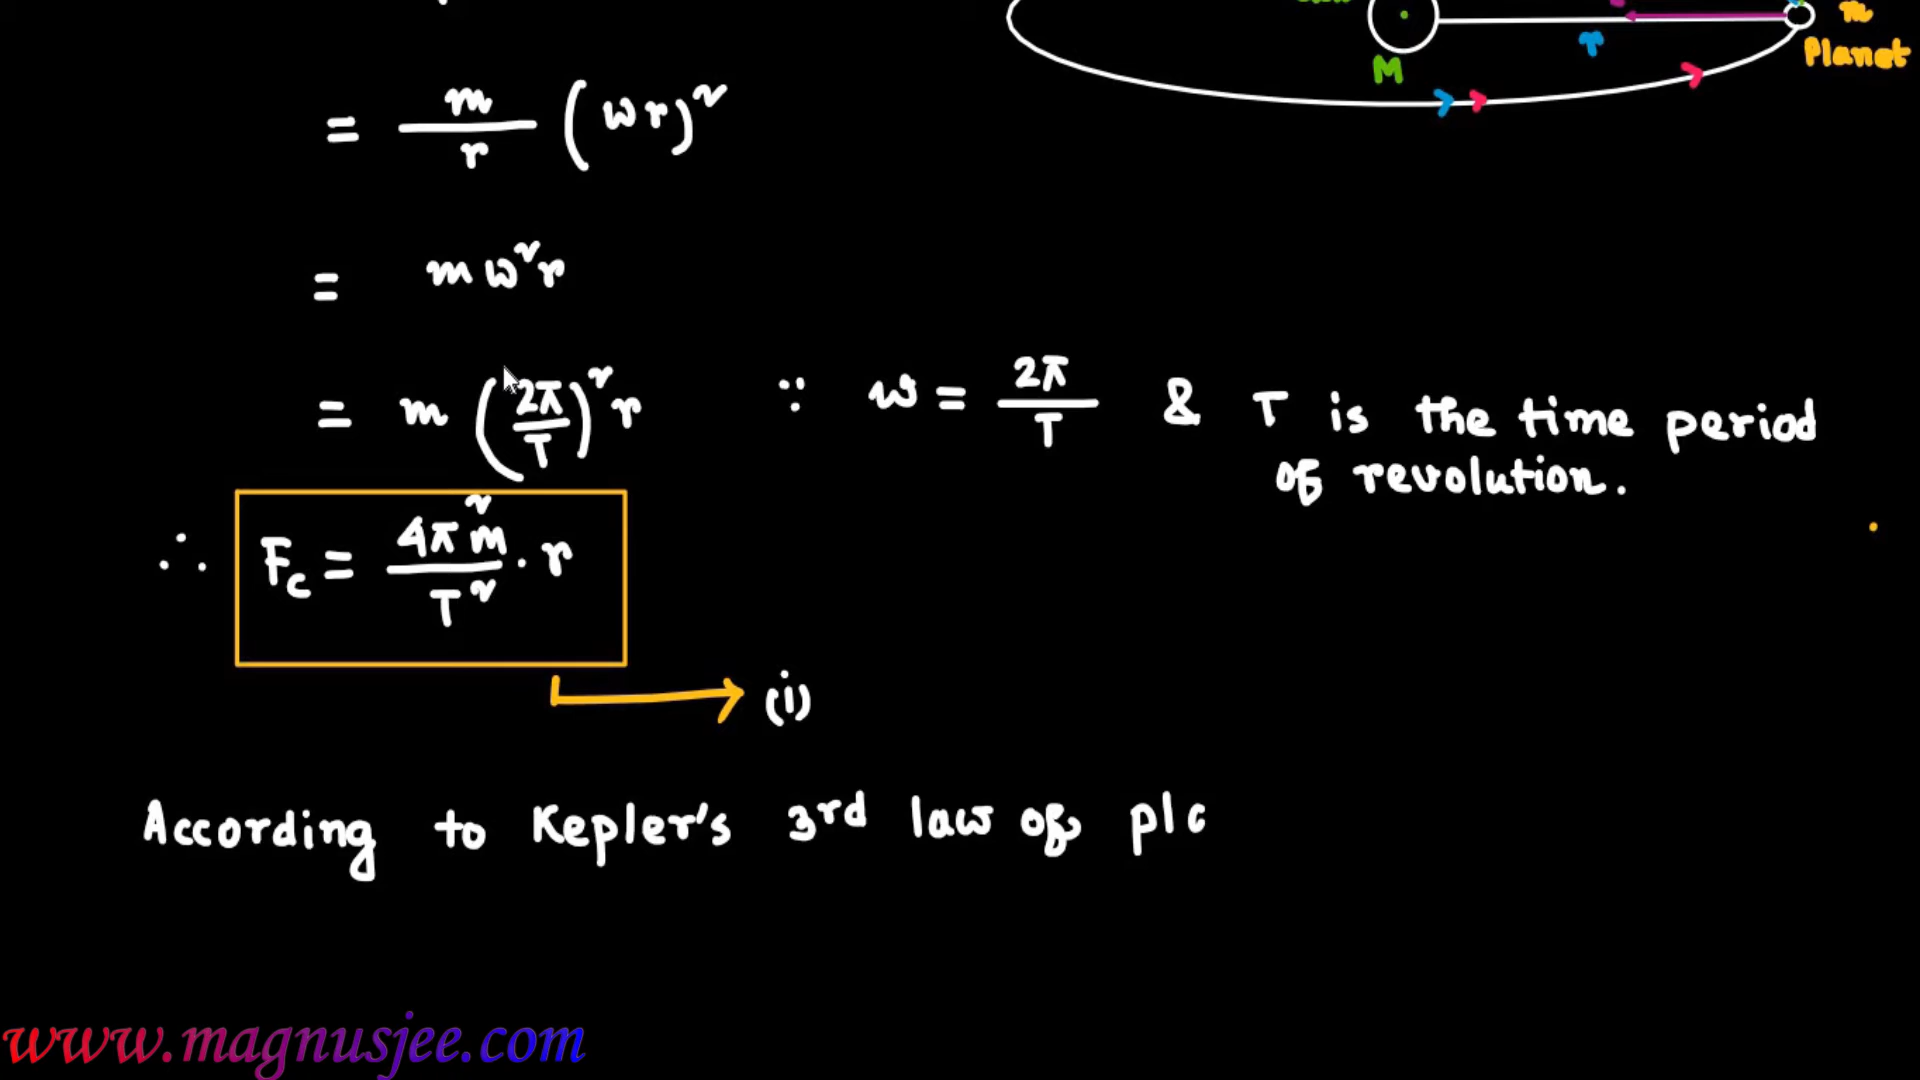 m
r
Planet
M
= m/r (ωr)²
= mω²r
= m (2π/T)² r ∵ ω = 2π/T & T is the time period
of revolution.
∴ Fc = 4π²m/T² · r
(i)
According to Kepler's 3rd law of plc
www.magnusjee.com